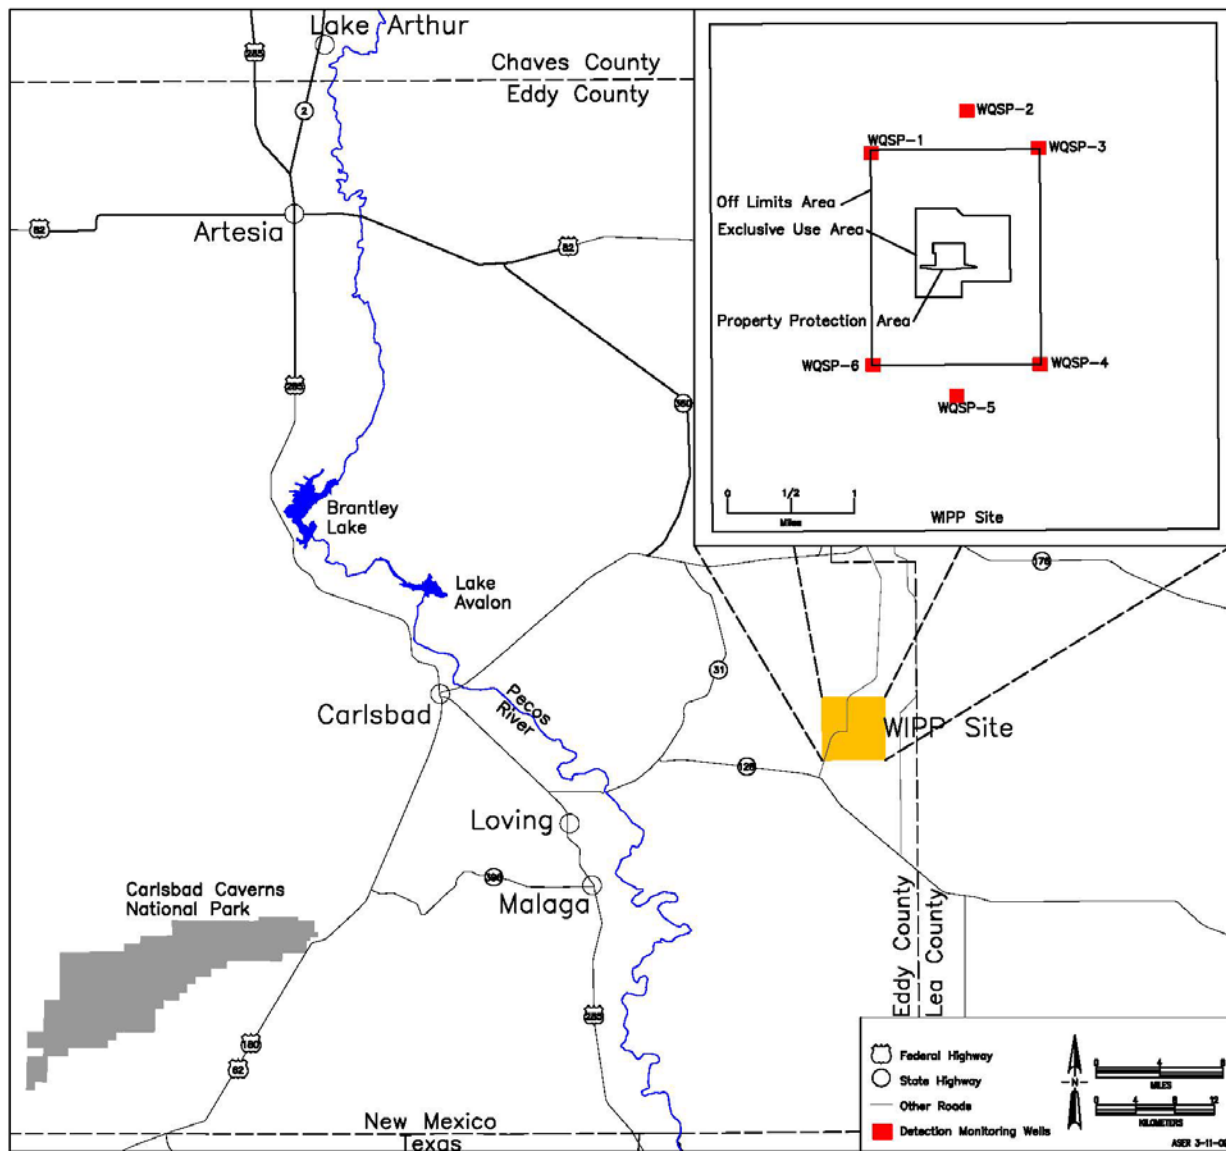 Lake Arthur
285
Chaves County
Eddy County
2
82
Artesia
82
285
360
Brantley
Lake
Lake
Avalon
31
176
Carlsbad
Pecos
River
WIPP Site
128
Loving
396
Malaga
Carlsbad Caverns
National Park
Eddy County
Lea County
285
180
62
New Mexico
Texas
WQSP-2
WQSP-1
WQSP-3
Off Limits Area
Exclusive Use Area
Property Protection Area
WQSP-6
WQSP-4
WQSP-5
0 1/2 1
Miles
WIPP Site
Federal Highway
State Highway
Other Roads
Detection Monitoring Wells
N
0 4 8
MILES
0 4 8 12
KILOMETERS